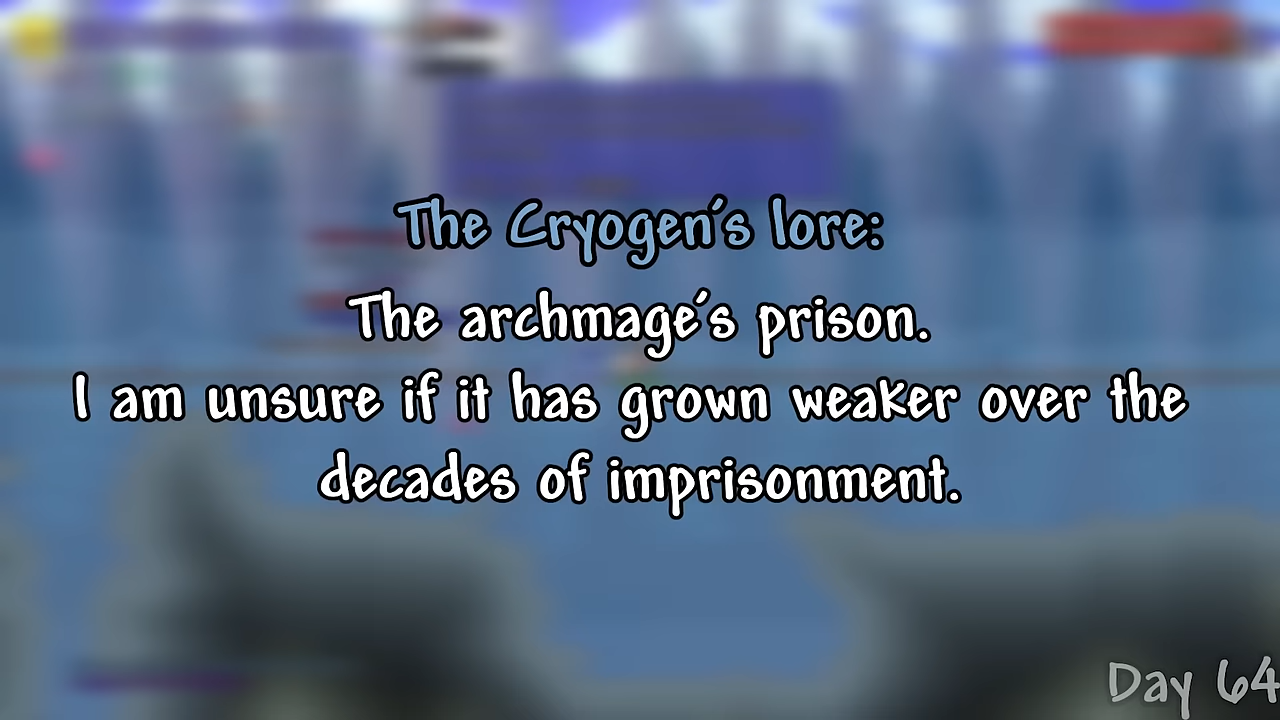 The Cryogen's lore:
The archmage's prison.
I am unsure if it has grown weaker over the
decades of imprisonment.
Day 64